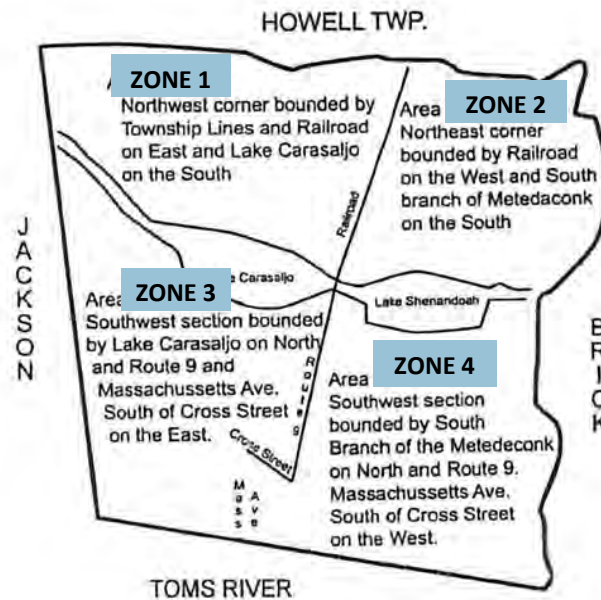 HOWELL TWP.
ZONE 1
Northwest corner bounded by
Township Lines and Railroad
on East and Lake Carasaljo
on the South
Area ZONE 2
Northeast corner
bounded by Railroad
on the West and South
branch of Metedaconk
on the South
Railroad
JACKSON
Carasaljo
Lake Shenandoah
Area ZONE 3
Southwest section bounded
by Lake Carasaljo on North
and Route 9 and
Massachussetts Ave.
South of Cross Street
on the East.
Route 9
Cross Street
Mass Ave
BRICK
Area ZONE 4
Southwest section
bounded by South
Branch of the Metedeconk
on North and Route 9.
Massachussetts Ave.
South of Cross Street
on the West.
TOMS RIVER